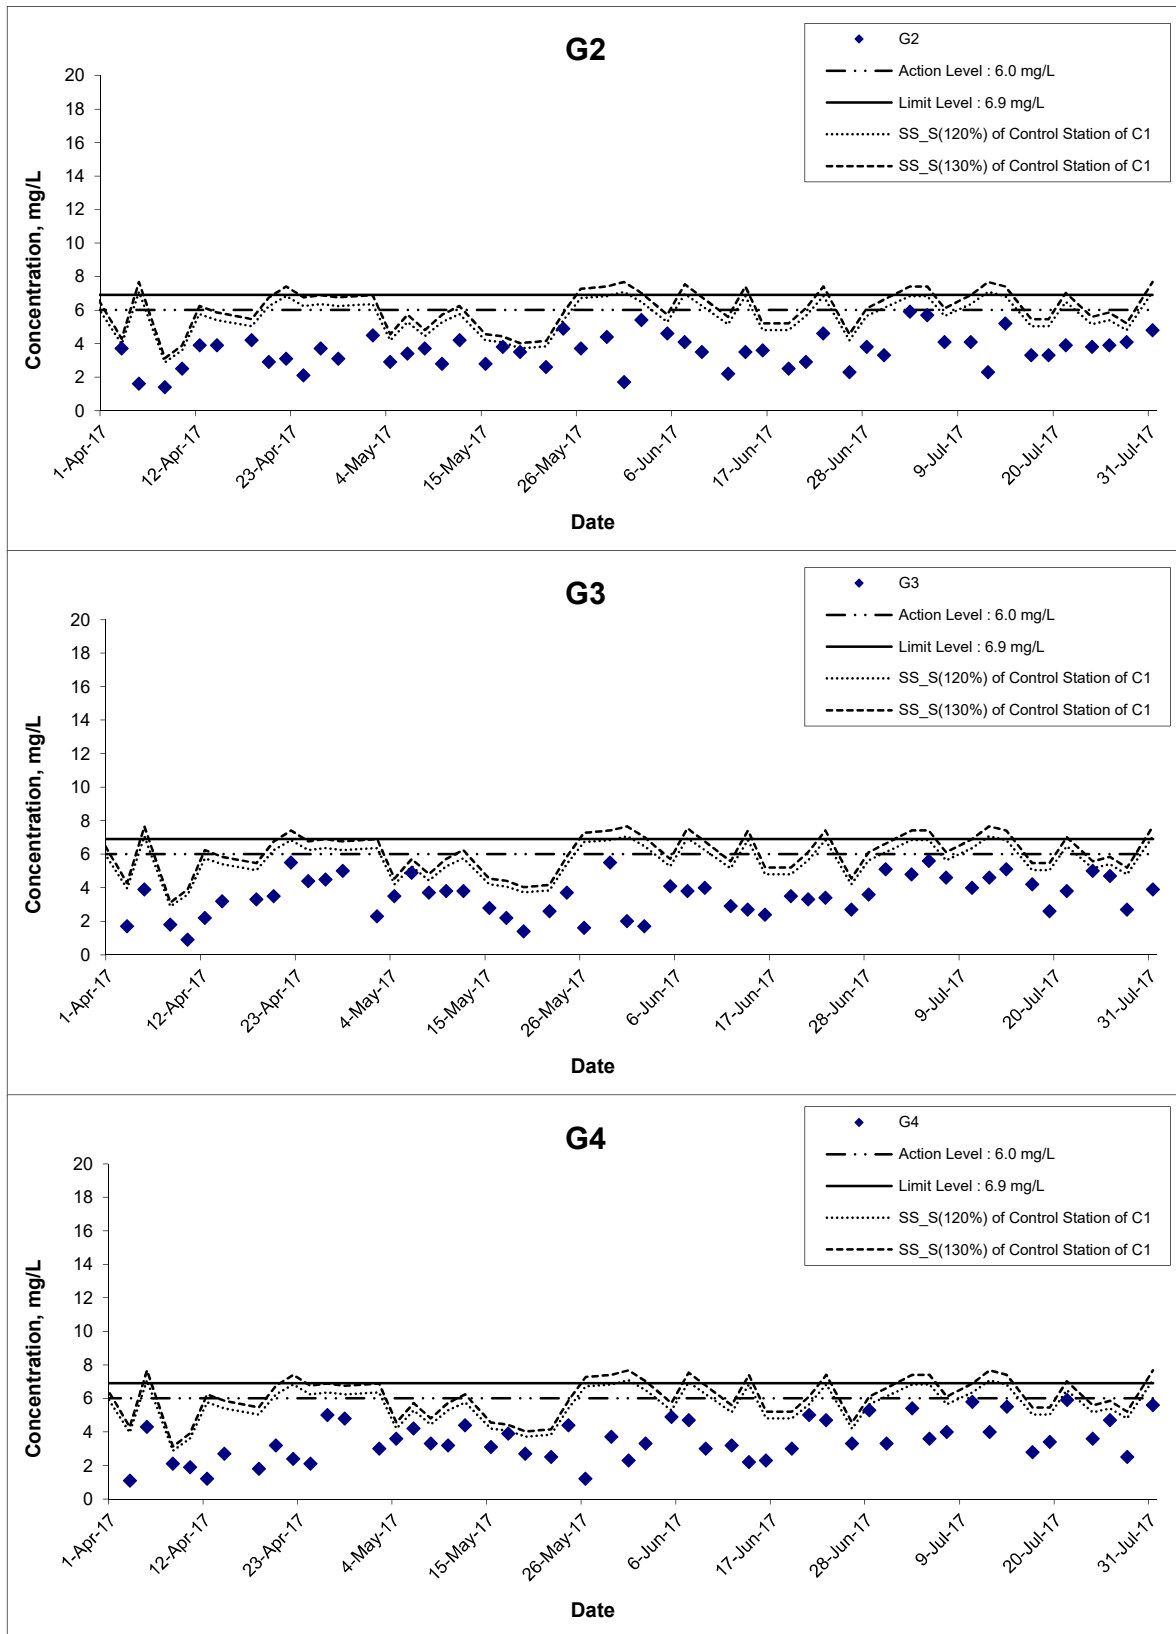 G2
G2
Action Level : 6.0 mg/L
Limit Level : 6.9 mg/L
SS_S(120%) of Control Station of C1
SS_S(130%) of Control Station of C1
Concentration, mg/L
20
18
16
14
12
10
8
6
4
2
0
1-Apr-17
12-Apr-17
23-Apr-17
4-May-17
15-May-17
26-May-17
6-Jun-17
17-Jun-17
28-Jun-17
9-Jul-17
20-Jul-17
31-Jul-17
Date
G3
G3
Action Level : 6.0 mg/L
Limit Level : 6.9 mg/L
SS_S(120%) of Control Station of C1
SS_S(130%) of Control Station of C1
Concentration, mg/L
20
18
16
14
12
10
8
6
4
2
0
1-Apr-17
12-Apr-17
23-Apr-17
4-May-17
15-May-17
26-May-17
6-Jun-17
17-Jun-17
28-Jun-17
9-Jul-17
20-Jul-17
31-Jul-17
Date
G4
G4
Action Level : 6.0 mg/L
Limit Level : 6.9 mg/L
SS_S(120%) of Control Station of C1
SS_S(130%) of Control Station of C1
Concentration, mg/L
20
18
16
14
12
10
8
6
4
2
0
1-Apr-17
12-Apr-17
23-Apr-17
4-May-17
15-May-17
26-May-17
6-Jun-17
17-Jun-17
28-Jun-17
9-Jul-17
20-Jul-17
31-Jul-17
Date